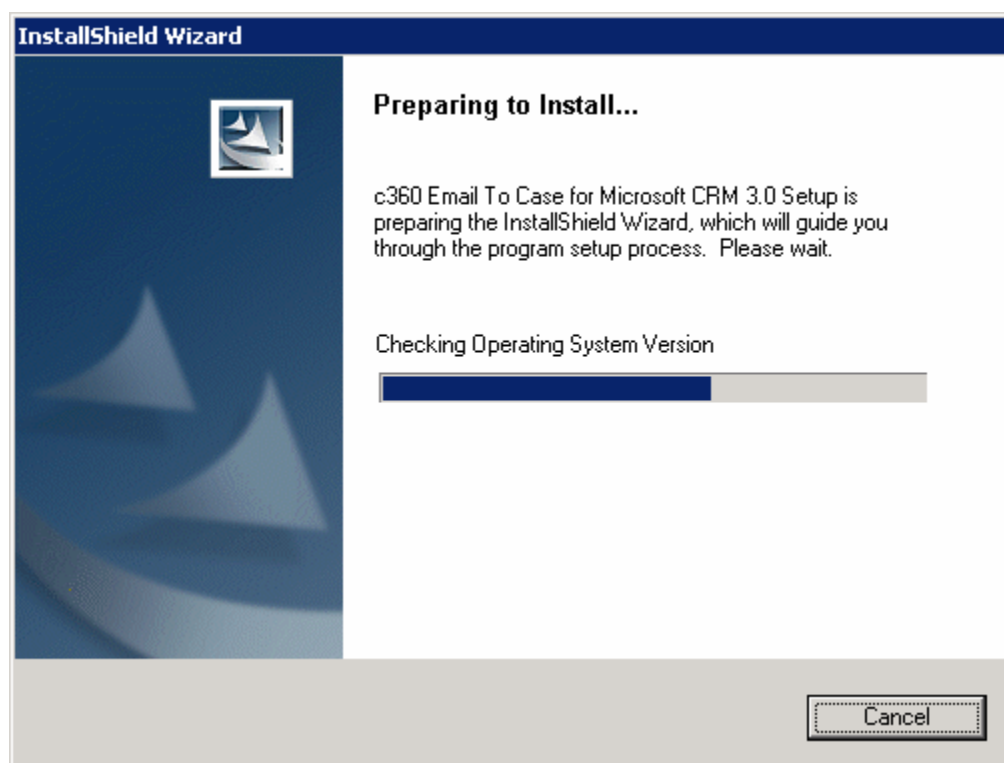 InstallShield Wizard
Preparing to Install...
c360 Email To Case for Microsoft CRM 3.0 Setup is
preparing the InstallShield Wizard, which will guide you
through the program setup process.  Please wait.
Checking Operating System Version
Cancel